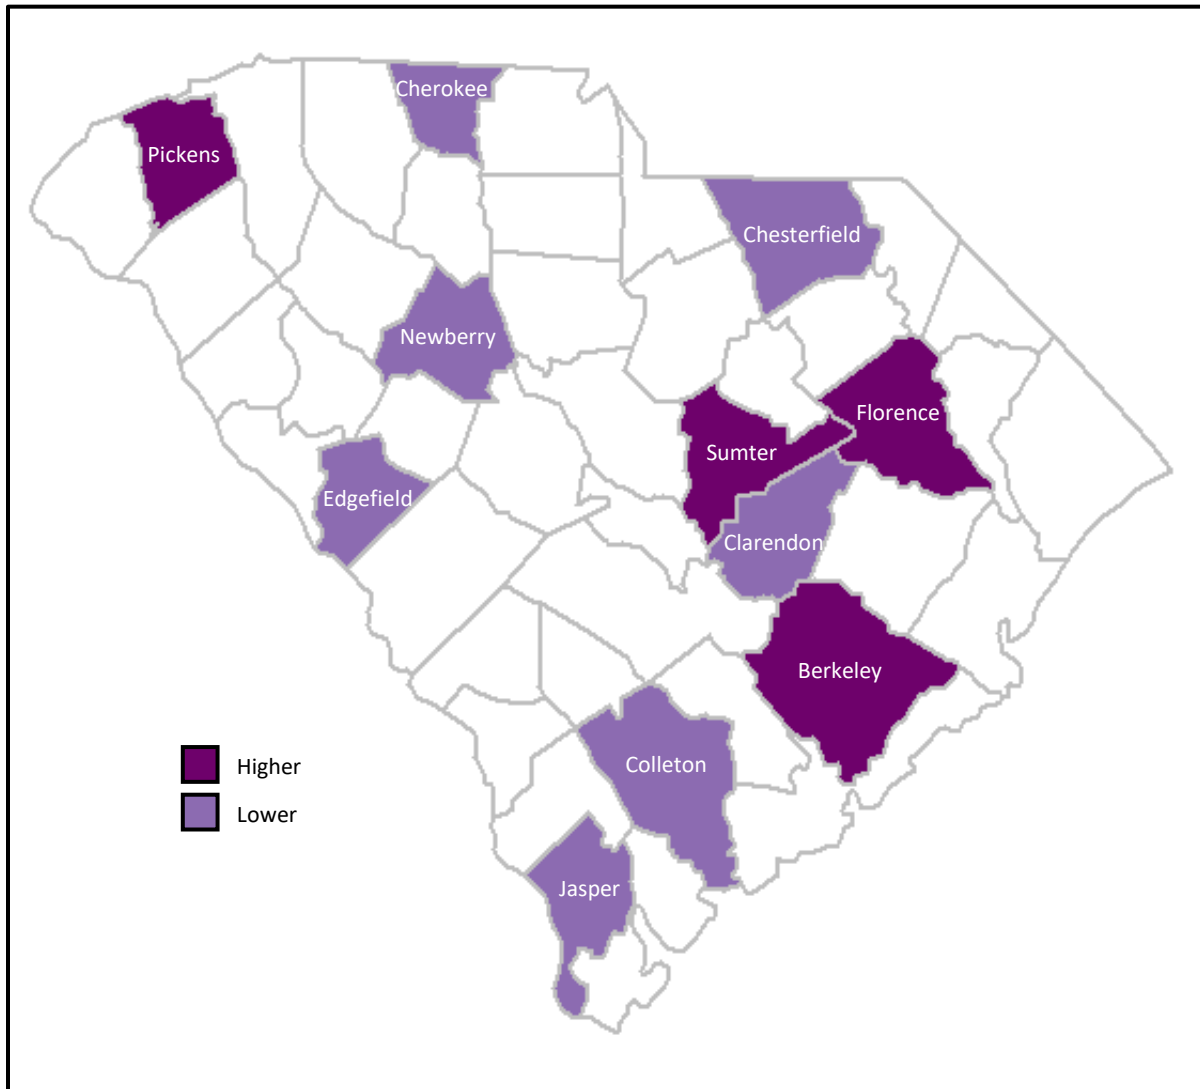 Cherokee
Pickens
Chesterfield
Newberry
Florence
Sumter
Edgefield
Clarendon
Berkeley
Colleton
Higher
Lower
Jasper